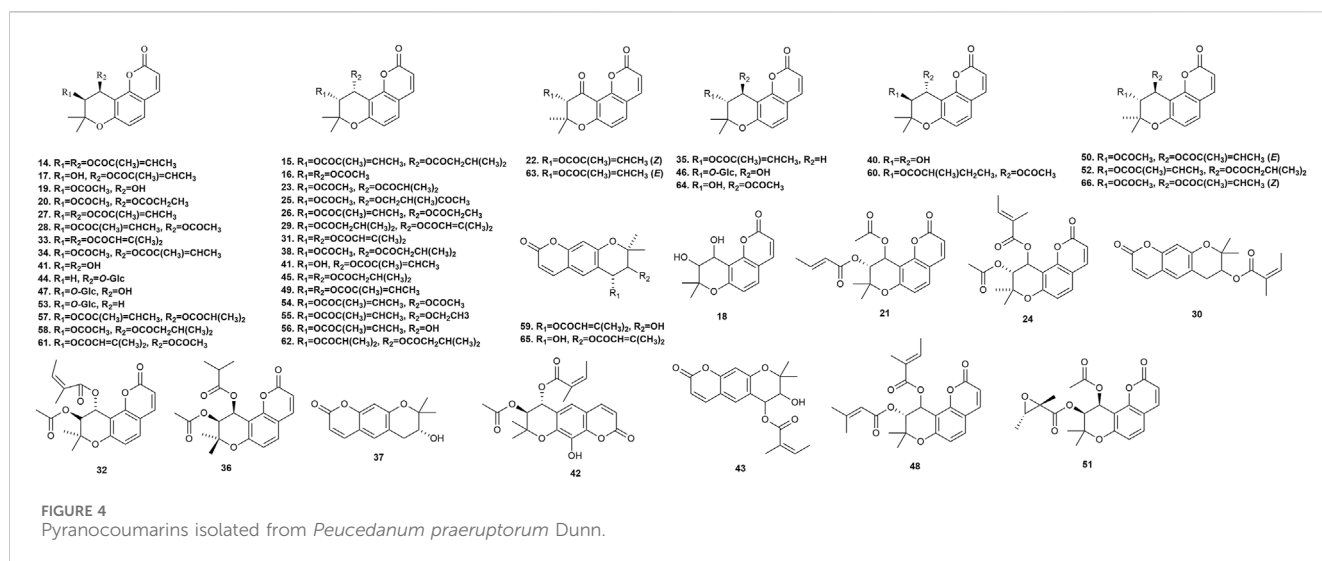 14. R1=R2=OCOC(CH3)=CHCH3
17. R1=OH, R2=OCOC(CH3)=CHCH3
19. R1=OCOCH3, R2=OH
20. R1=OCOCH3, R2=OCOCH2CH3
27. R1=R2=OCOC(CH3)=CHCH3
28. R1=OCOC(CH3)=CHCH3, R2=OCOCH3
33. R1=R2=OCOCH=C(CH3)2
34. R1=OCOCH3, R2=OCOC(CH3)=CHCH3
41. R1=R2=OH
44. R1=H, R2=O-Glc
47. R1=O-Glc, R2=OH
53. R1=O-Glc, R2=H
57. R1=OCOC(CH3)=CHCH3, R2=OCOCH(CH3)2
58. R1=OCOCH3, R2=OCOCH2CH(CH3)2
61. R1=OCOCH=C(CH3)2, R2=OCOCH3
15. R1=OCOC(CH3)=CHCH3, R2=OCOCH2CH(CH3)2
16. R1=R2=OCOCH3
23. R1=OCOCH3, R2=OCOCH(CH3)2
25. R1=OCOCH3, R2=OCH2CH(CH3)COCH3
26. R1=OCOC(CH3)=CHCH3, R2=OCOCH2CH3
29. R1=OCOCH2CH(CH3)2, R2=OCOCH=C(CH3)2
31. R1=R2=OCOCH=C(CH3)2
38. R1=OCOCH3, R2=OCOCH2CH(CH3)2
41. R1=OH, R2=OCOC(CH3)=CHCH3
45. R1=R2=OCOCH2CH(CH3)2
49. R1=R2=OCOC(CH3)=CHCH3
54. R1=OCOC(CH3)=CHCH3, R2=OCOCH3
55. R1=OCOC(CH3)=CHCH3, R2=OCH2CH3
56. R1=OCOC(CH3)=CHCH3, R2=OH
62. R1=OCOCH(CH3)2, R2=OCOCH2CH(CH3)2
22. R1=OCOC(CH3)=CHCH3 (Z)
63. R1=OCOC(CH3)=CHCH3 (E)
59. R1=OCOCH=C(CH3)2, R2=OH
65. R1=OH, R2=OCOCH=C(CH3)2
35. R1=OCOC(CH3)=CHCH3, R2=H
46. R1=O-Glc, R2=OH
64. R1=OH, R2=OCOCH3
40. R1=R2=OH
60. R1=OCOCH(CH3)CH2CH3, R2=OCOCH3
50. R1=OCOCH3, R2=OCOC(CH3)=CHCH3 (E)
52. R1=OCOC(CH3)=CHCH3, R2=OCOCH2CH(CH3)2
66. R1=OCOCH3, R2=OCOC(CH3)=CHCH3 (Z)
18
21
24
30
32
36
37
42
43
48
51
FIGURE 4
Pyranocoumarins isolated from Peucedanum praeruptorum Dunn.